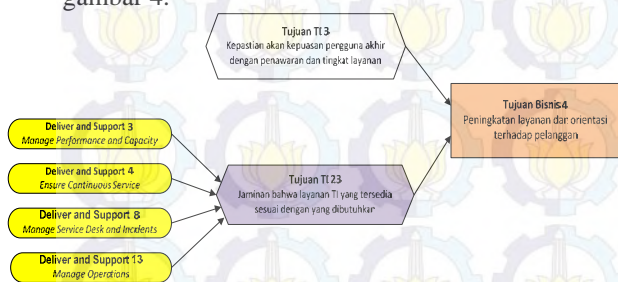 gambar 4.
Tujuan TI 3
Kepastian akan kepuasan pengguna akhir
dengan penawaran dan tingkat layanan
Tujuan Bisnis 4
Peningkatan layanan dan orientasi
terhadap pelanggan
Deliver and Support 3
Manage Performance and Capacity
Deliver and Support 4
Ensure Continuous Service
Deliver and Support 8
Manage Service Desk and Incidents
Deliver and Support 13
Manage Operations
Tujuan TI 23
Jaminan bahwa layanan TI yang tersedia
sesuai dengan yang dibutuhkan